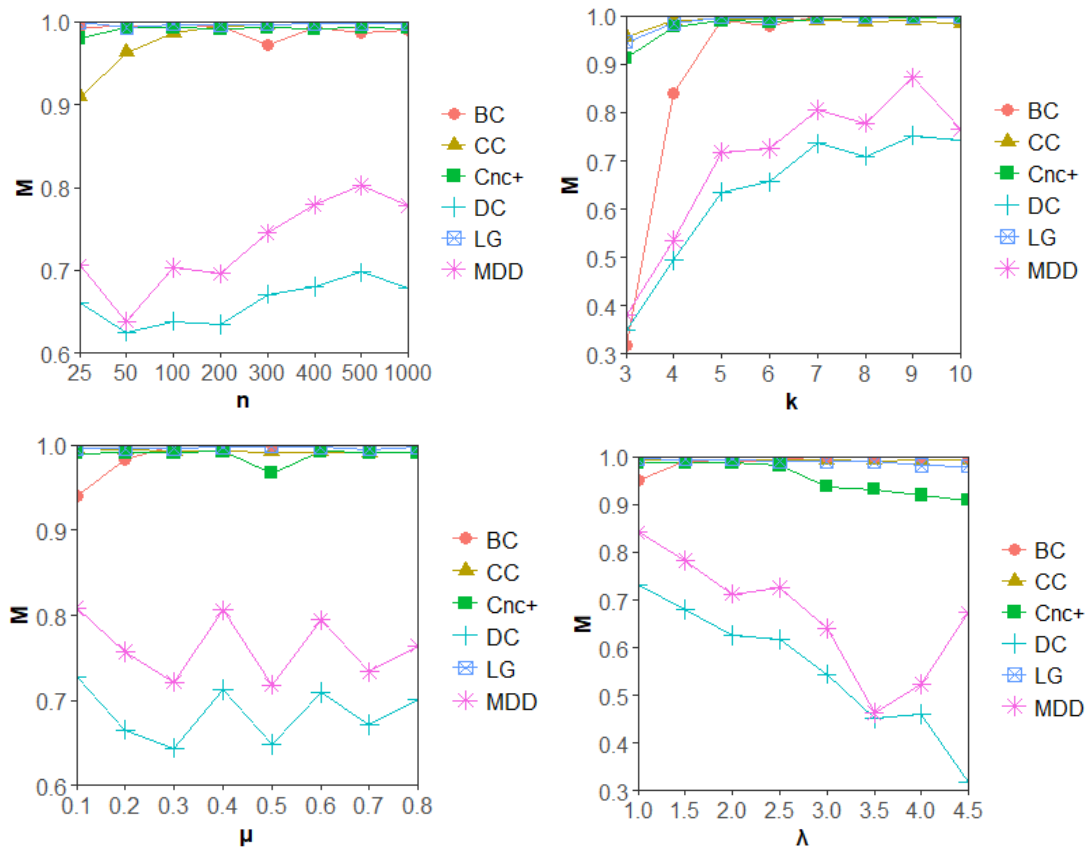 1.0
0.9
0.8
0.7
0.6
M
25 50 100 200 300 400 500 1000
n
BC
CC
Cnc+
DC
LG
MDD
1.0
0.9
0.8
0.7
0.6
0.5
0.4
0.3
M
3 4 5 6 7 8 9 10
k
BC
CC
Cnc+
DC
LG
MDD
1.0
0.9
0.8
0.7
0.6
M
0.1 0.2 0.3 0.4 0.5 0.6 0.7 0.8
μ
BC
CC
Cnc+
DC
LG
MDD
1.0
0.9
0.8
0.7
0.6
0.5
0.4
0.3
M
1.0 1.5 2.0 2.5 3.0 3.5 4.0 4.5
λ
BC
CC
Cnc+
DC
LG
MDD